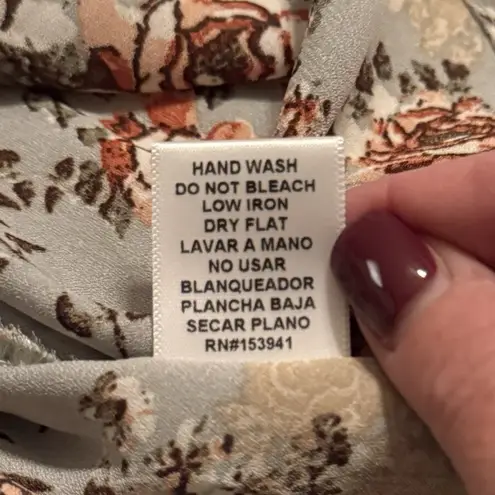 HAND WASH
DO NOT BLEACH
LOW IRON
DRY FLAT
LAVAR A MANO
NO USAR
BLANQUEADOR
PLANCHA BAJA
SECAR PLANO
RN#153941